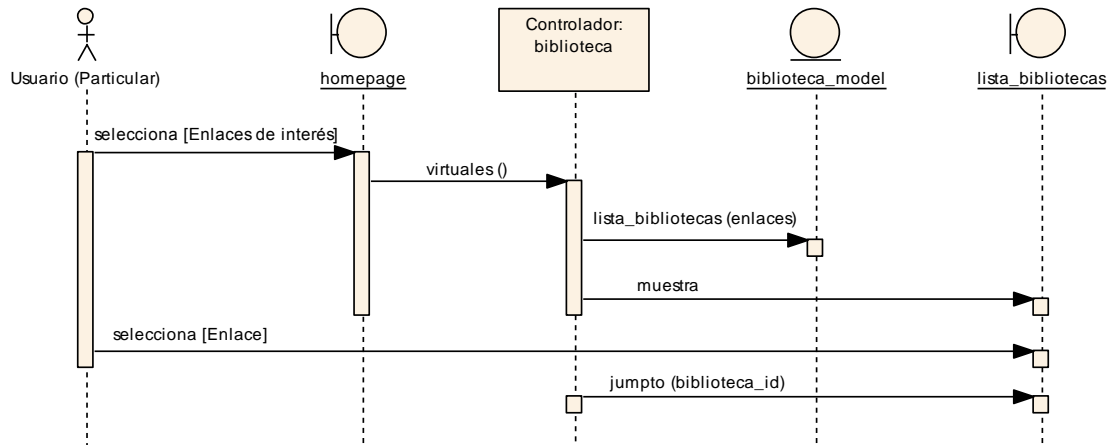 Controlador:
biblioteca
Usuario (Particular)
homepage
biblioteca_model
lista_bibliotecas
selecciona [Enlaces de interés]
virtuales ()
lista_bibliotecas (enlaces)
muestra
selecciona [Enlace]
jumpto (biblioteca_id)